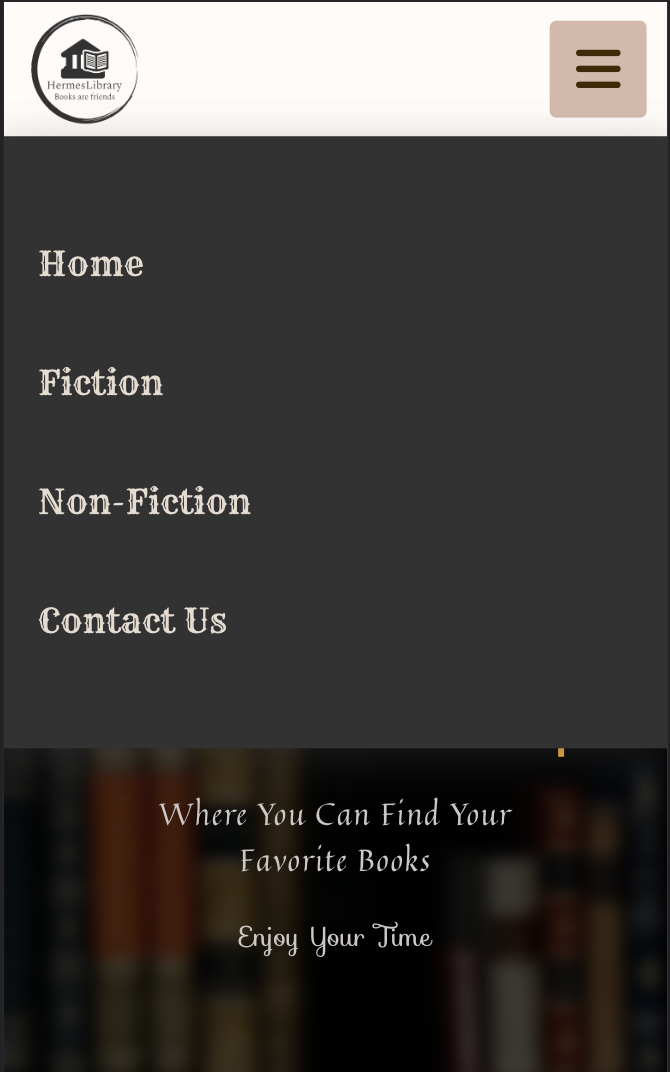 HermesLibrary
Books are friends
Home
Fiction
Non-Fiction
Contact Us
Where You Can Find Your
Favorite Books
Enjoy Your Time